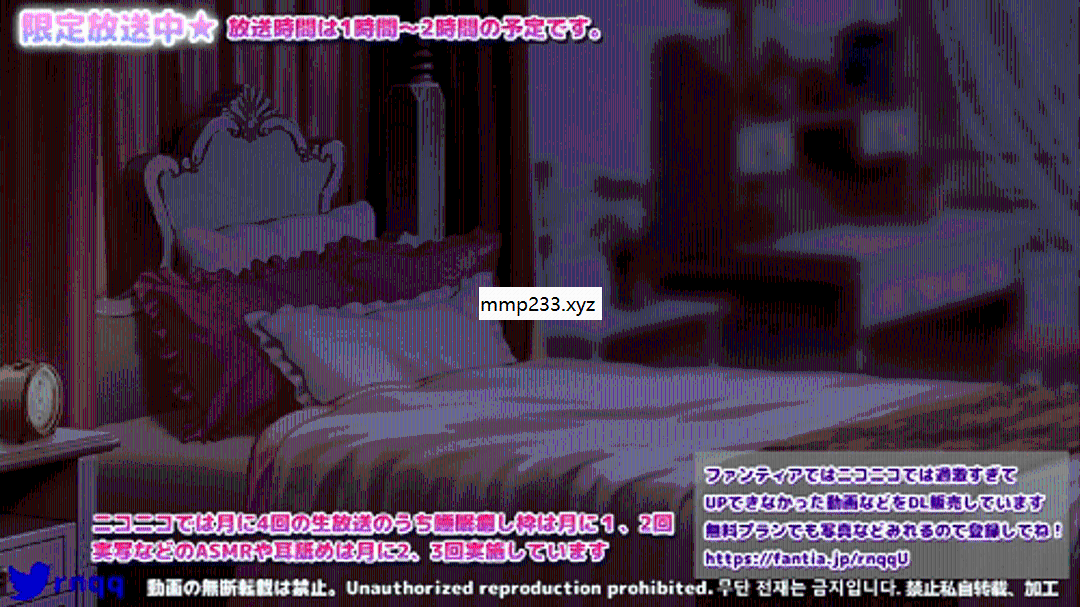 限定放送中★ 放送時間は1時間～2時間の予定です。
mmp233.xyz
ファンティアではニコニコでは過激すぎて
UPできなかった動画などをDL販売しています
無料プランでも写真などみれるので登録してね！
https://fantia.jp/rnqqU
ニコニコでは月に4回の生放送のうち睡眠癒し枠は月に１、2回
実写などのASMRや耳舐めは月に2、3回実施しています
rnqq
動画の無断転載は禁止。Unauthorized reproduction prohibited. 무단 전재는 금지입니다. 禁止私自转载、加工